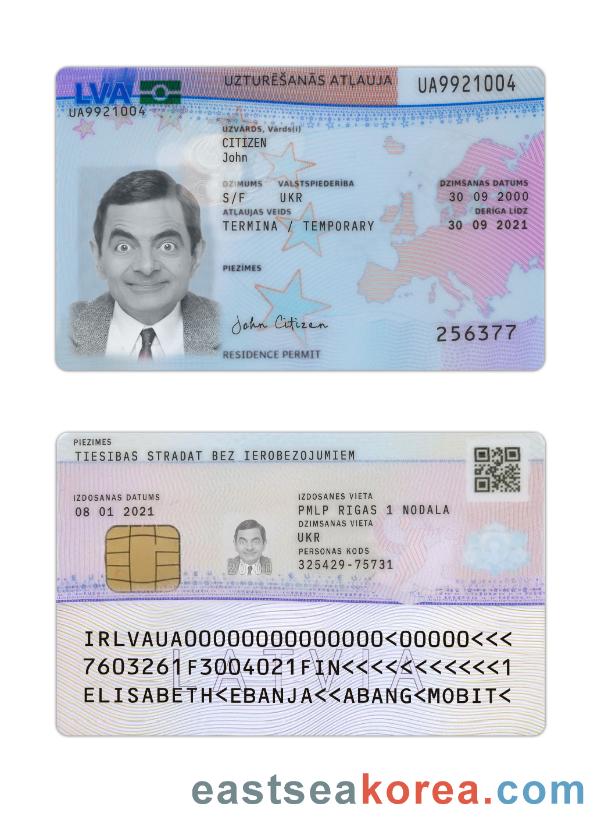 LVA
UZTURĒŠANĀS ATĻAUJA
UA9921004
UA9921004
UZVĀRDS, Vārds(i)
CITIZEN
John
DZIMUMS VALSTSPIEDERĪBA DZIMŠANAS DATUMS
S/F UKR 30 09 2000
ATĻAUJAS VEIDS DERĪGA LĪDZ
TERMINA / TEMPORARY 30 09 2021
PIEZĪMES
John Citizen
256377
RESIDENCE PERMIT
PIEZĪMES
TIESIBAS STRADAT BEZ IEROBEZOJUMIEM
IZDOSANAS DATUMS
08 01 2021
IZDOSANES VIETA
PMLP RIGAS 1 NODALA
DZIMSANAS VIETA
UKR
PERSONAS KODS
325429-75731
LATVIA
IRLVAUA00000000000000<00000<<<
7603261F3004021FIN<<<<<<<<<<<1
ELISABETH<EBANJA<<ABANG<MOBIT<
eastseakorea.com